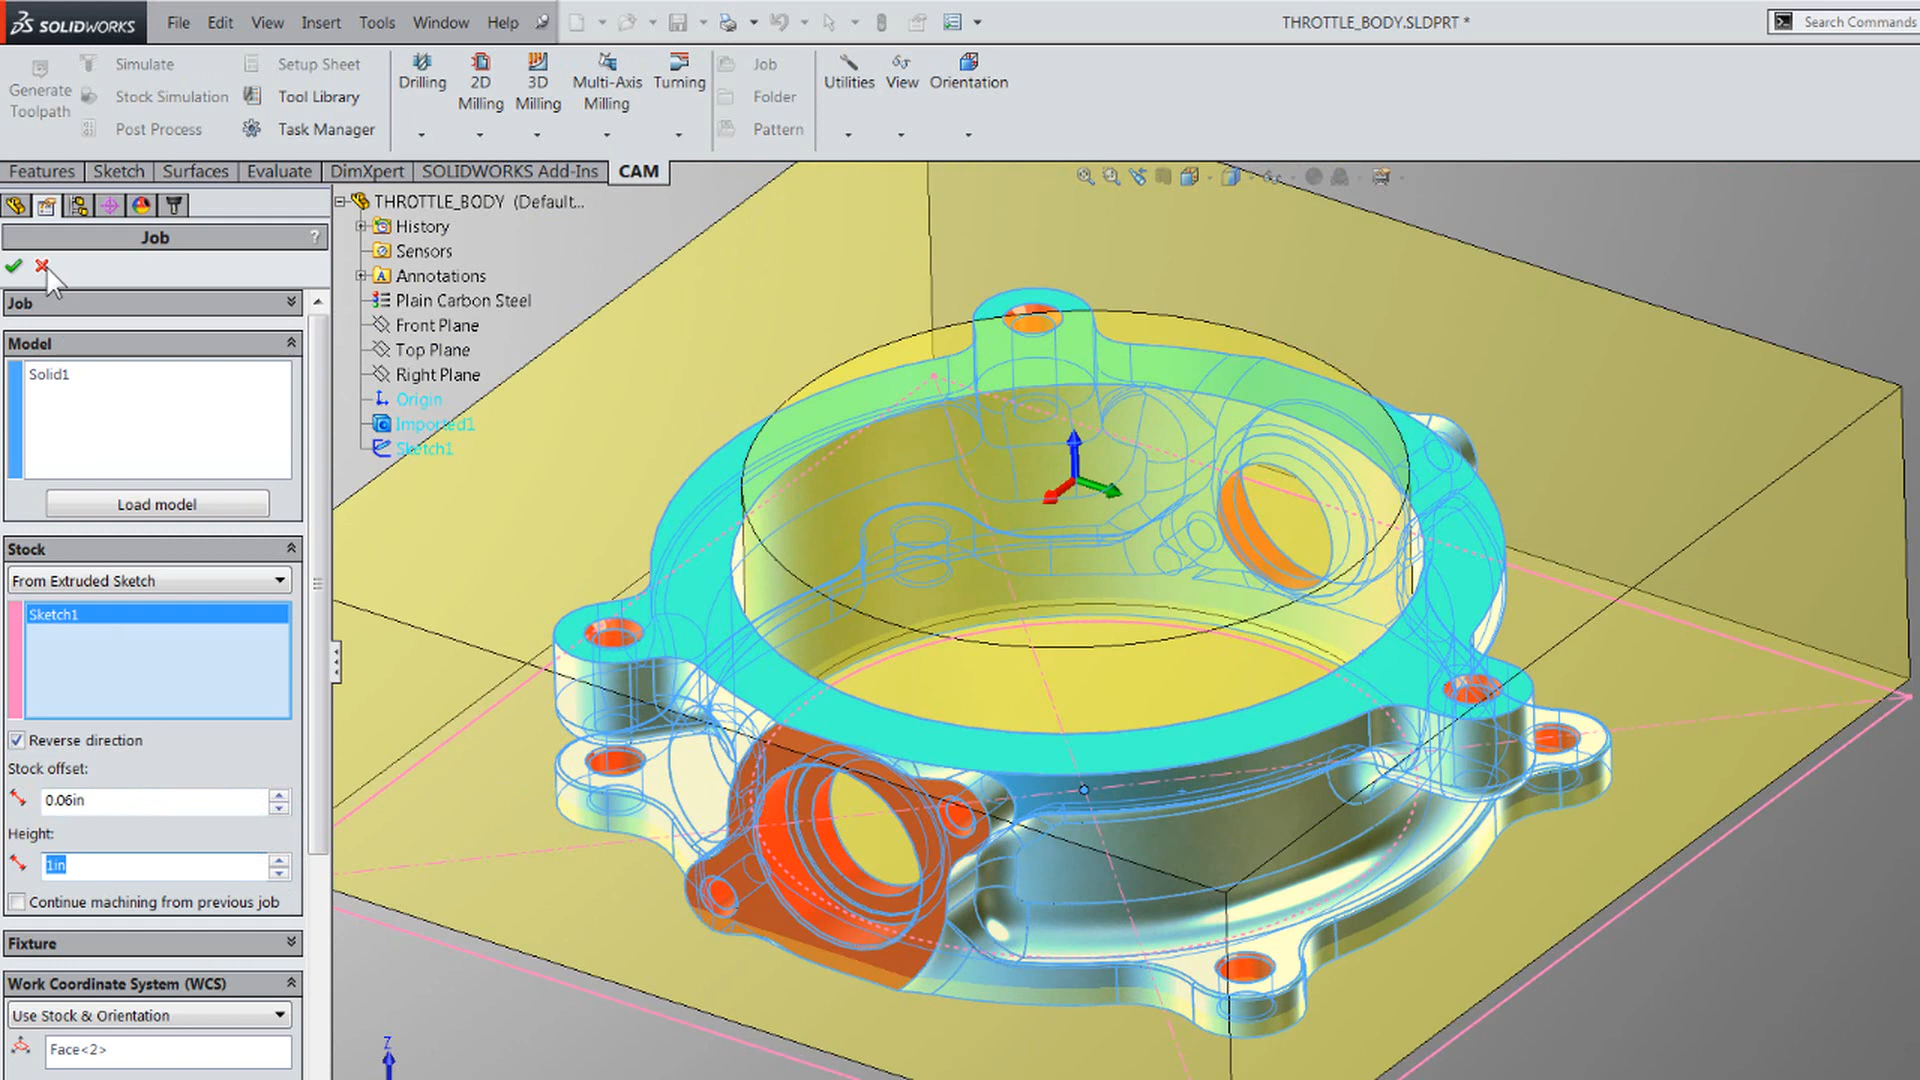 SOLIDWORKS File Edit View Insert Tools Window Help THROTTLE_BODY.SLDPRT * Search Commands
Generate Toolpath
Simulate
Stock Simulation
Post Process
Setup Sheet
Tool Library
Task Manager
Drilling
2D Milling
3D Milling
Multi-Axis Milling
Turning
Job
Folder
Pattern
Utilities
View
Orientation
Features Sketch Surfaces Evaluate DimXpert SOLIDWORKS Add-Ins CAM
Job ?
Job
Model
Solid1
Load model
Stock
From Extruded Sketch
Sketch1
Reverse direction
Stock offset:
0.06in
Height:
1in
Continue machining from previous job
Fixture
Work Coordinate System (WCS)
Use Stock & Orientation
Face<2>
THROTTLE_BODY (Default...
History
Sensors
A Annotations
Plain Carbon Steel
Front Plane
Top Plane
Right Plane
Origin
Imported1
Sketch1
Z